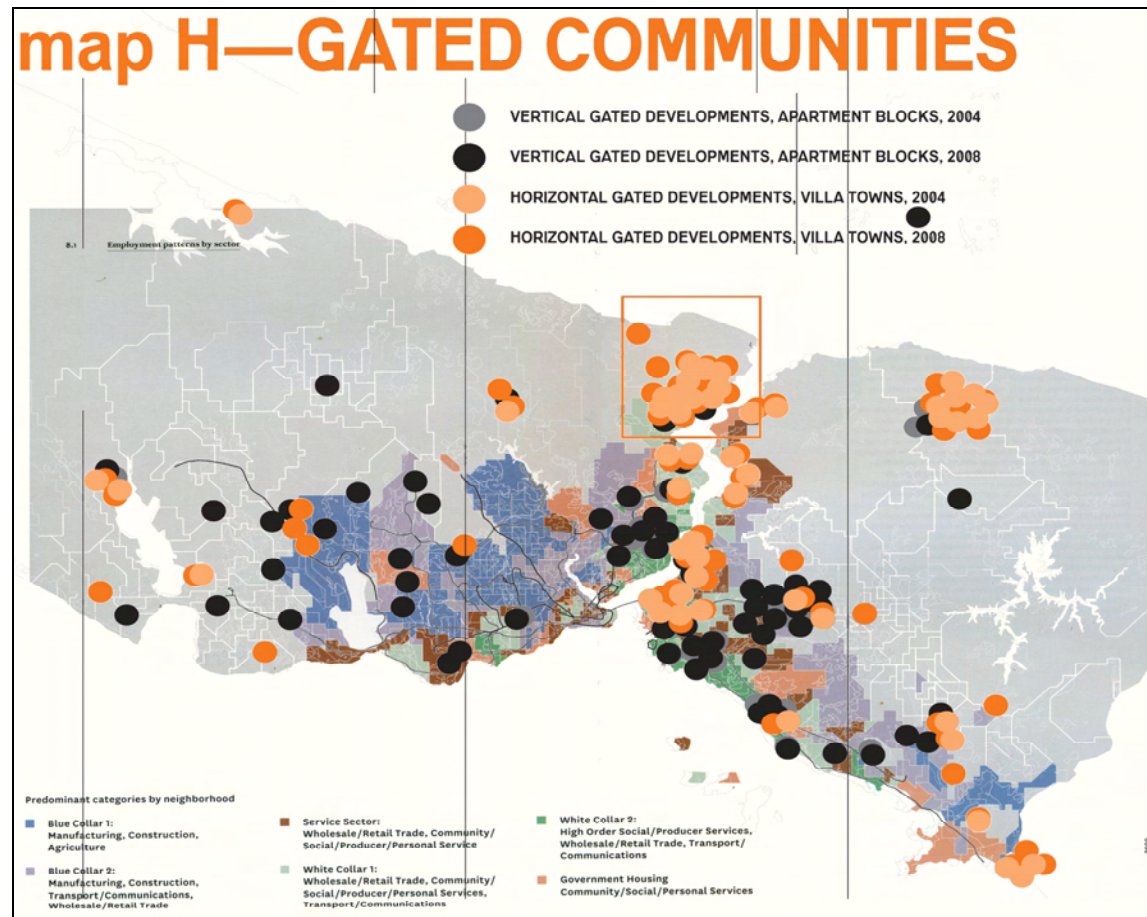 map H—GATED COMMUNITIES
VERTICAL GATED DEVELOPMENTS, APARTMENT BLOCKS, 2004
VERTICAL GATED DEVELOPMENTS, APARTMENT BLOCKS, 2008
HORIZONTAL GATED DEVELOPMENTS, VILLA TOWNS, 2004
HORIZONTAL GATED DEVELOPMENTS, VILLA TOWNS, 2008
8.1 Employment patterns by sector
Predominant categories by neighborhood
Blue Collar 1:
Manufacturing, Construction,
Agriculture
Blue Collar 2:
Manufacturing, Construction,
Transport/Communications,
Wholesale/Retail Trade
Service Sector:
Wholesale/Retail Trade, Community/
Social/Producer/Personal Service
White Collar 1:
Wholesale/Retail Trade, Community/
Social/Producer/Personal Services,
Transport/Communications
White Collar 2:
High Order Social/Producer Services,
Wholesale/Retail Trade, Transport/
Communications
Government Housing
Community/Social/Personal Services